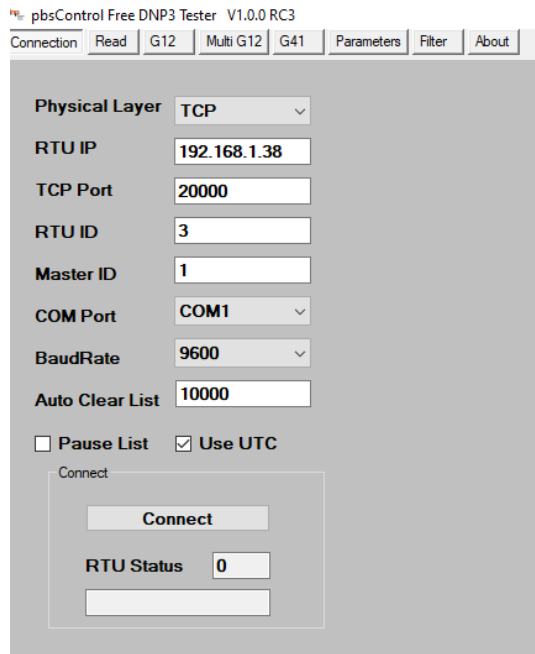 pbsControl Free DNP3 Tester V1.0.0 RC3
Connection Read G12 Multi G12 G41 Parameters Filter About
Physical Layer TCP
RTU IP 192.168.1.38
TCP Port 20000
RTU ID 3
Master ID 1
COM Port COM1
BaudRate 9600
Auto Clear List 10000
Pause List Use UTC
Connect
Connect
RTU Status 0